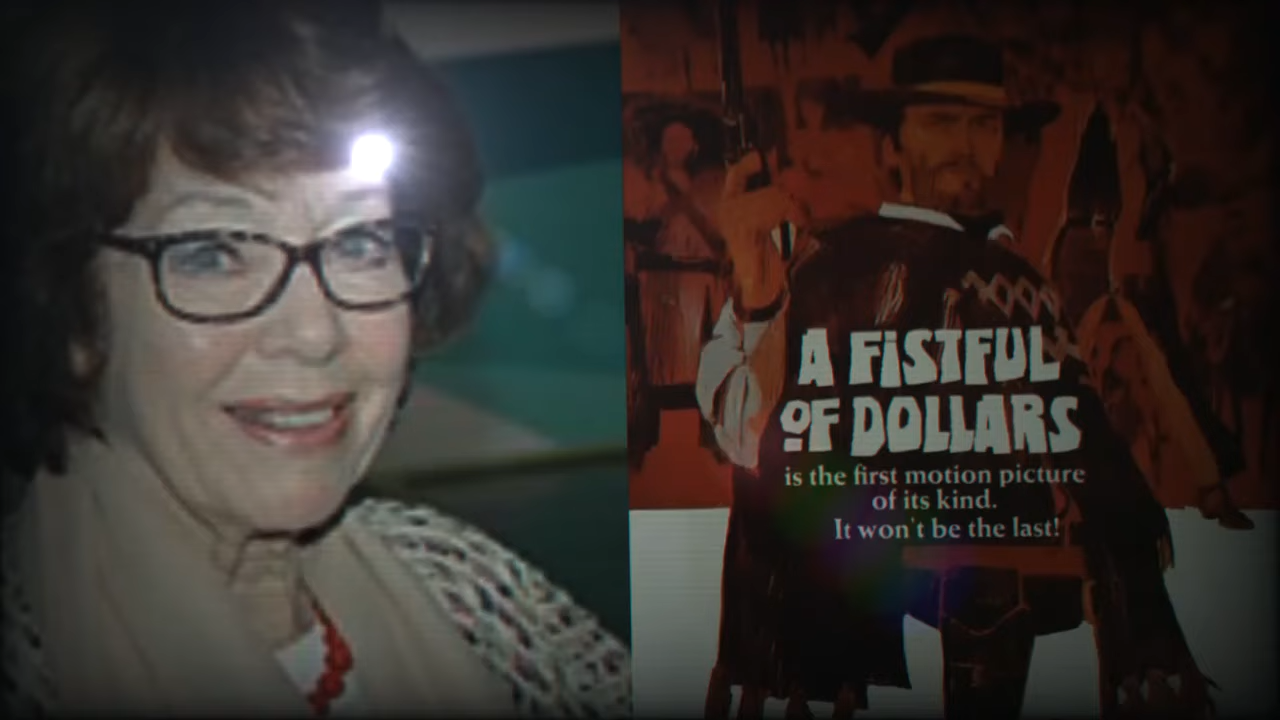 A FiSTFUL
OF DOLLARS
is the first motion picture
of its kind.
It won't be the last!